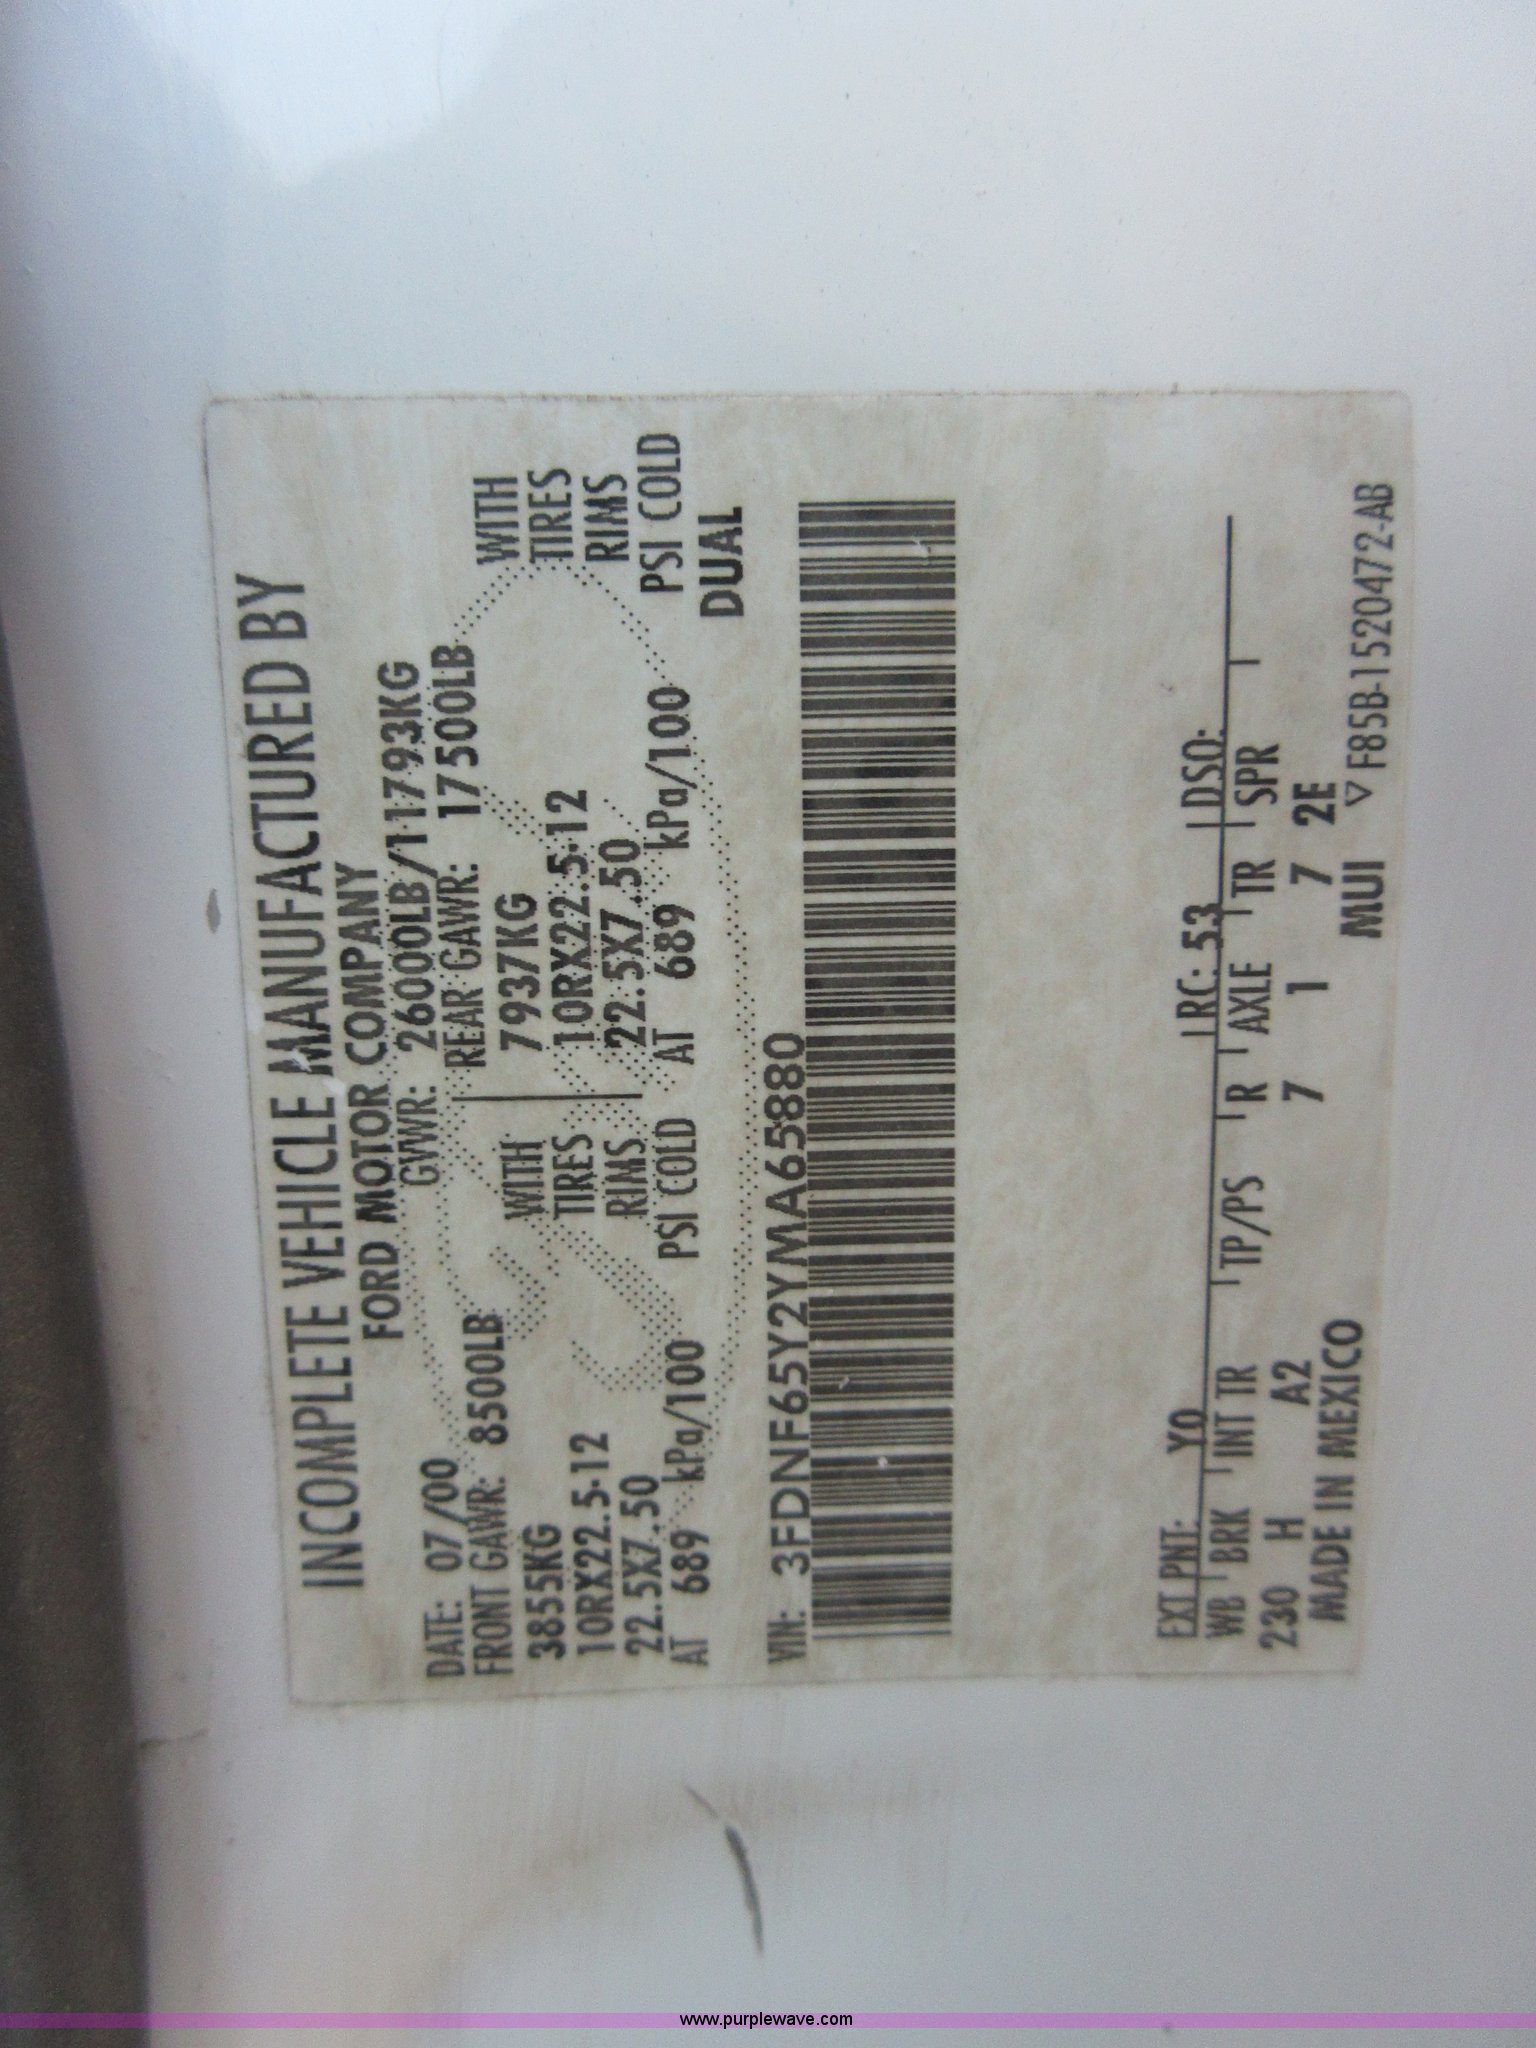 INCOMPLETE VEHICLE MANUFACTURED BY
FORD MOTOR COMPANY
DATE: 07/00 GVWR: 26000LB/11793KG
FRONT GAWR: 8500LB REAR GAWR: 17500LB
3855KG WITH 7937KG WITH
10RX22.5-12 TIRES 10RX22.5-12 TIRES
22.5X7.50 RIMS 22.5X7.50 RIMS
AT 689 kPa/100 PSI COLD AT 689 kPa/100 PSI COLD
DUAL
VIN: 3FDNF65Y2YMA65880
EXT PNT: YO RC: 53 DSO:
WB BRK INT TR TP/PS R AXLE TR SPR
230 H A2 7 1 7 2E
MADE IN MEXICO MUI ▽ F85B-1520472-AB
www.purplewave.com